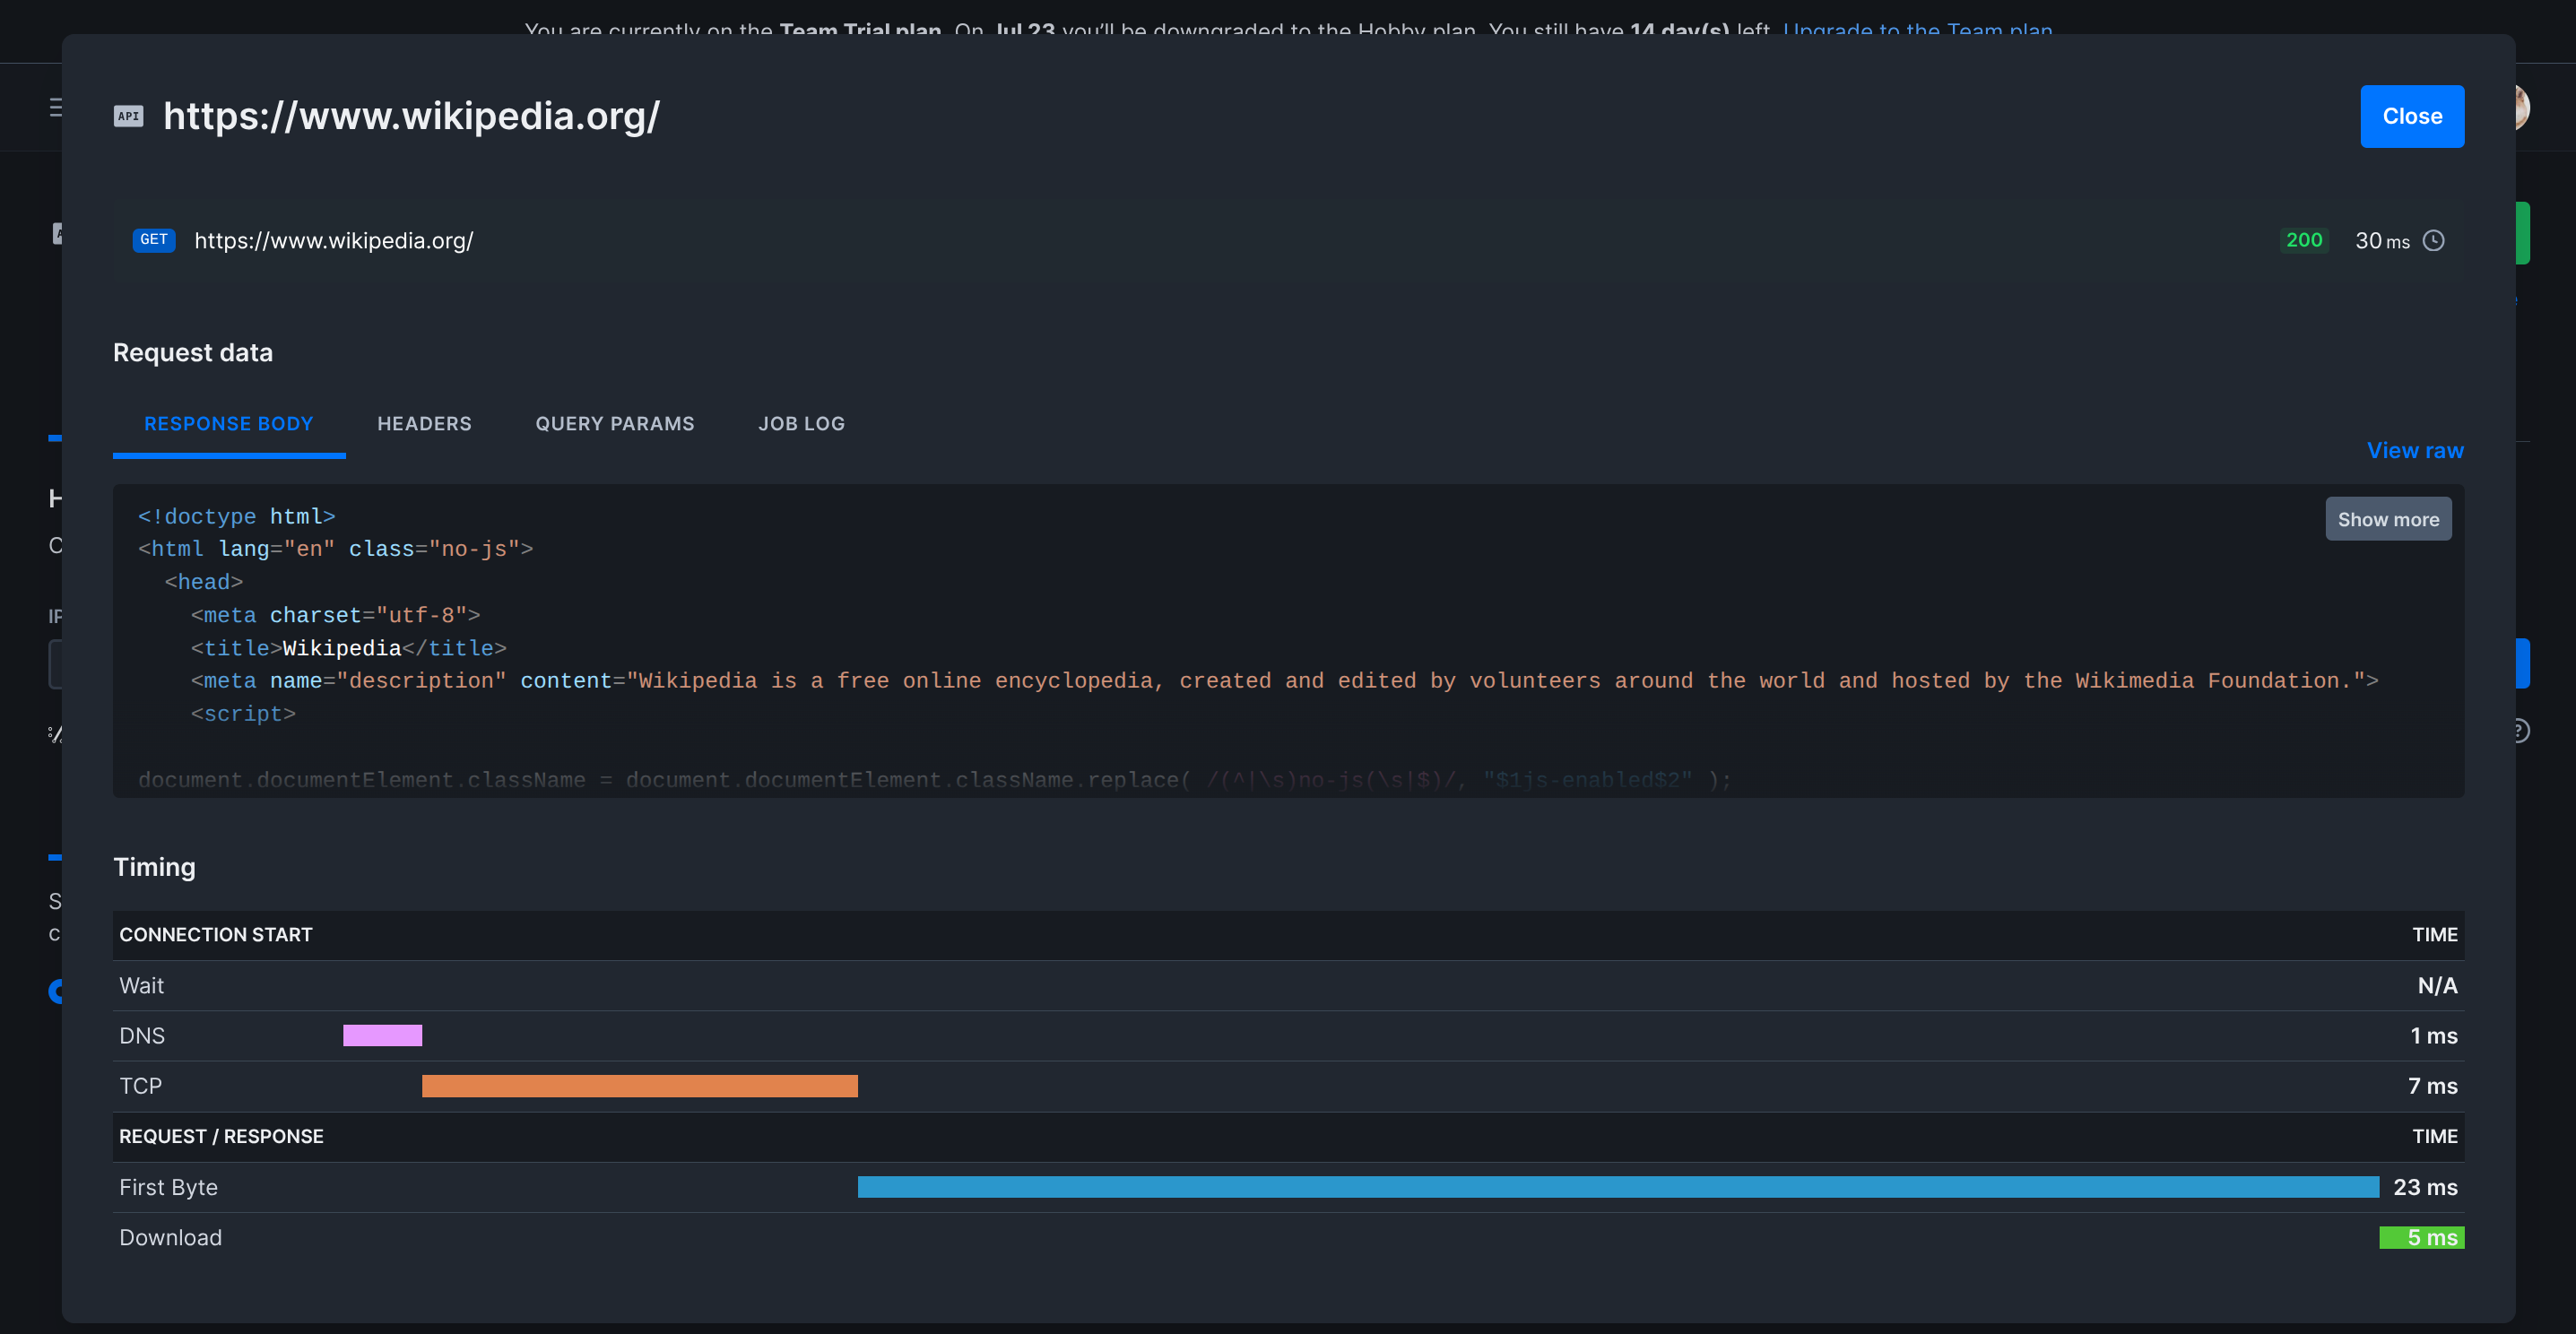 You are currently on the Team Trial plan. On Jul 23 you’ll be downgraded to the Hobby plan. You still have 14 day(s) left. Upgrade to the Team plan
API https://www.wikipedia.org/
Close
GET https://www.wikipedia.org/ 200 30 ms
Request data
RESPONSE BODY HEADERS QUERY PARAMS JOB LOG
View raw
Show more
<!doctype html>
<html lang="en" class="no-js">
<head>
<meta charset="utf-8">
<title>Wikipedia</title>
<meta name="description" content="Wikipedia is a free online encyclopedia, created and edited by volunteers around the world and hosted by the Wikimedia Foundation.">
<script>
document.documentElement.className = document.documentElement.className.replace( /(^|\s)no-js(\s|$)/, "$1js-enabled$2" );
Timing
CONNECTION START TIME
Wait N/A
DNS 1 ms
TCP 7 ms
REQUEST / RESPONSE TIME
First Byte 23 ms
Download 5 ms